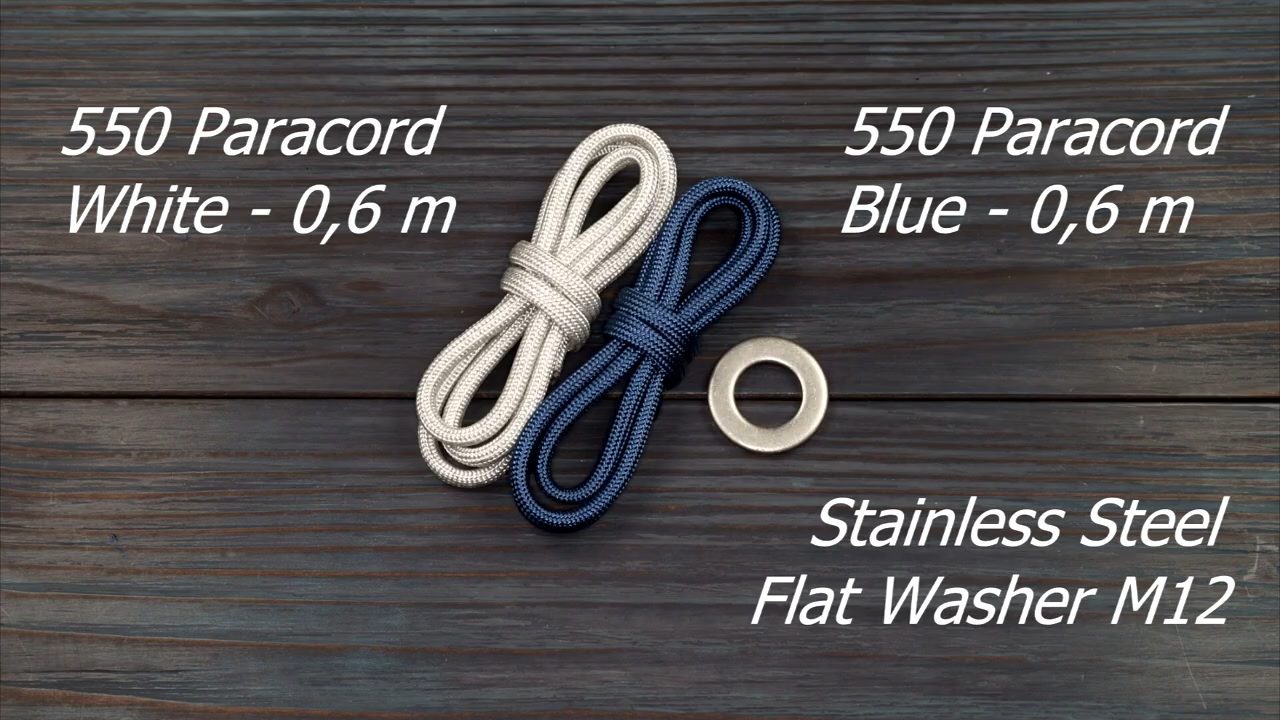 550 Paracord
White - 0,6 m
550 Paracord
Blue - 0,6 m
Stainless Steel
Flat Washer M12